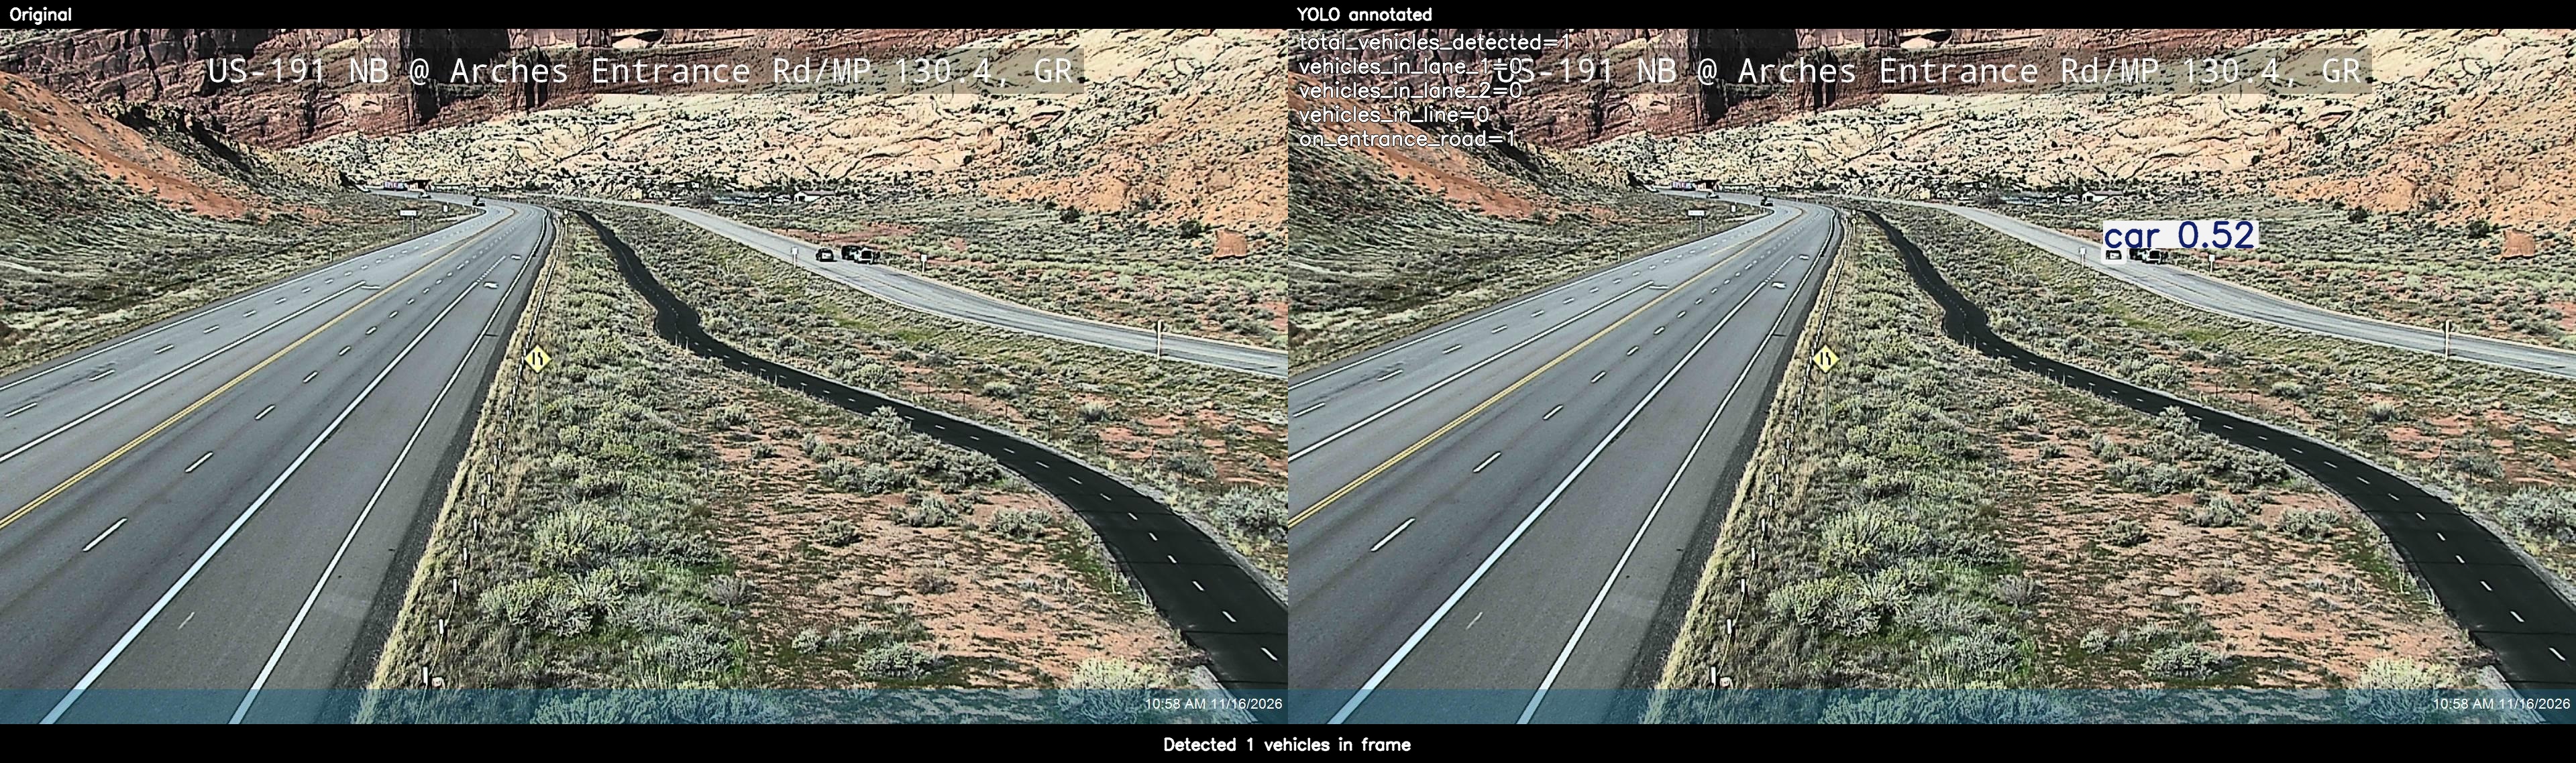 Original
US-191 NB @ Arches Entrance Rd/MP 130.4, GR
10:58 AM 11/16/2026
YOLO annotated
total_vehicles_detected=1
vehicles_in_lane_1=0
US-191 NB @ Arches Entrance Rd/MP 130.4, GR
vehicles_in_lane_2=0
vehicles_in_line=0
on_entrance_road=1
car 0.52
10:58 AM 11/16/2026
Detected 1 vehicles in frame